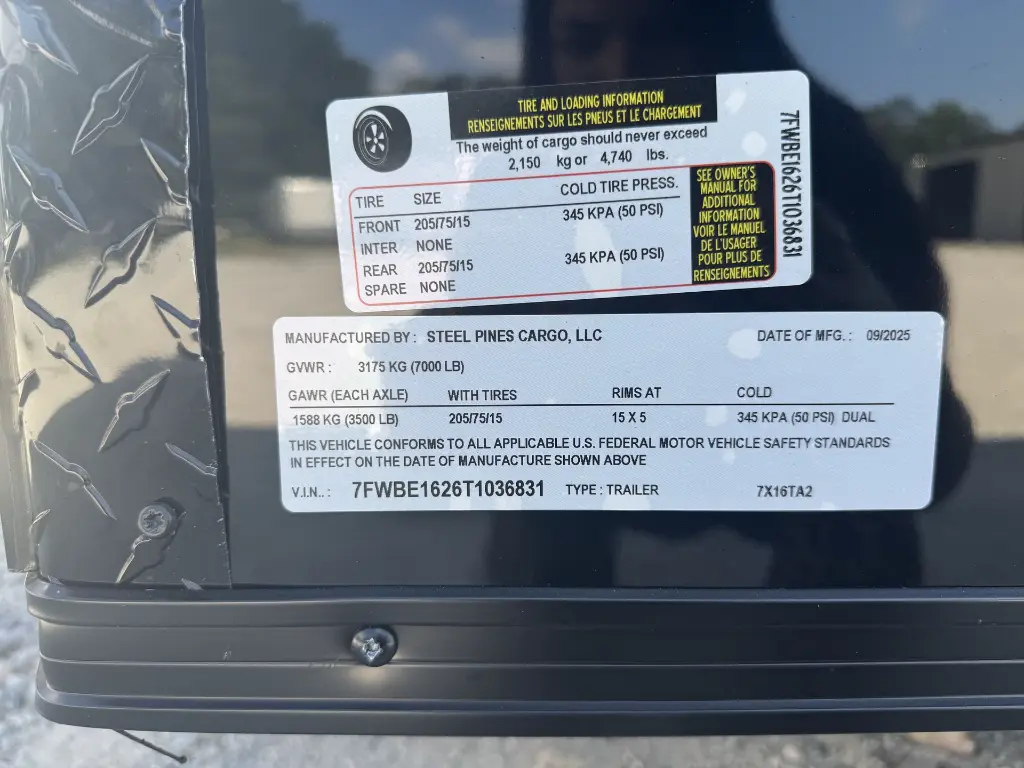 TIRE AND LOADING INFORMATION
RENSEIGNEMENTS SUR LES PNEUS ET LE CHARGEMENT
The weight of cargo should never exceed
2,150 kg or 4,740 lbs.
TIRE SIZE COLD TIRE PRESS.
FRONT 205/75/15 345 KPA (50 PSI)
INTER NONE
REAR 205/75/15 345 KPA (50 PSI)
SPARE NONE
SEE OWNER'S
MANUAL FOR
ADDITIONAL
INFORMATION
VOIR LE MANUEL
DE L'USAGER
POUR PLUS DE
RENSEIGNEMENTS
7FWBE1626T1036831
MANUFACTURED BY : STEEL PINES CARGO, LLC DATE OF MFG. : 09/2025
GVWR : 3175 KG (7000 LB)
GAWR (EACH AXLE) WITH TIRES RIMS AT COLD
1588 KG (3500 LB) 205/75/15 15 X 5 345 KPA (50 PSI) DUAL
THIS VEHICLE CONFORMS TO ALL APPLICABLE U.S. FEDERAL MOTOR VEHICLE SAFETY STANDARDS
IN EFFECT ON THE DATE OF MANUFACTURE SHOWN ABOVE
V.I.N.. : 7FWBE1626T1036831 TYPE : TRAILER 7X16TA2